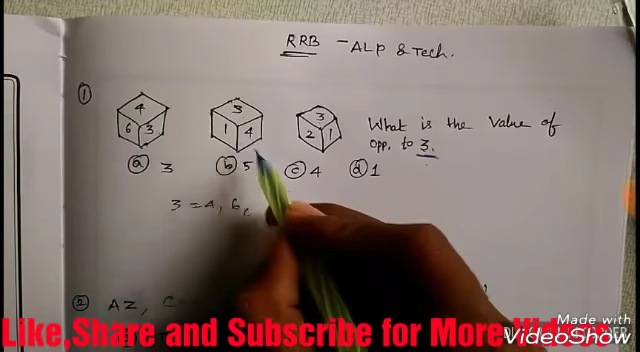 RRB - ALP & Tech.
①
4
6 3
3
1 4
3
2 1
What is the value of
opp. to 3.
ⓐ 3 ⓑ 5 ⓒ 4 ⓓ 1
3 = 4, 6,
② AZ,
Like,Share and Subscribe for More Videos
Made with
VideoShow